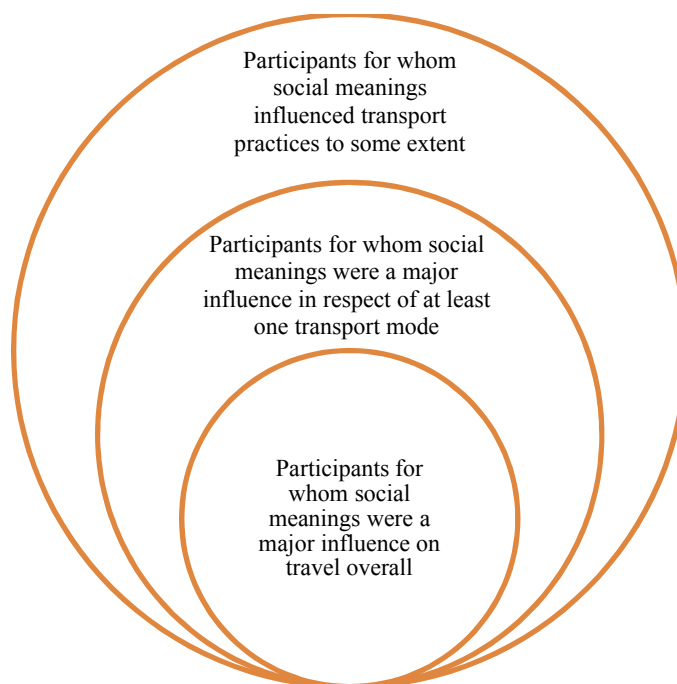 Participants for whom
social meanings
influenced transport
practices to some extent
Participants for whom social
meanings were a major
influence in respect of at least
one transport mode
Participants for
whom social
meanings were a
major influence on
travel overall